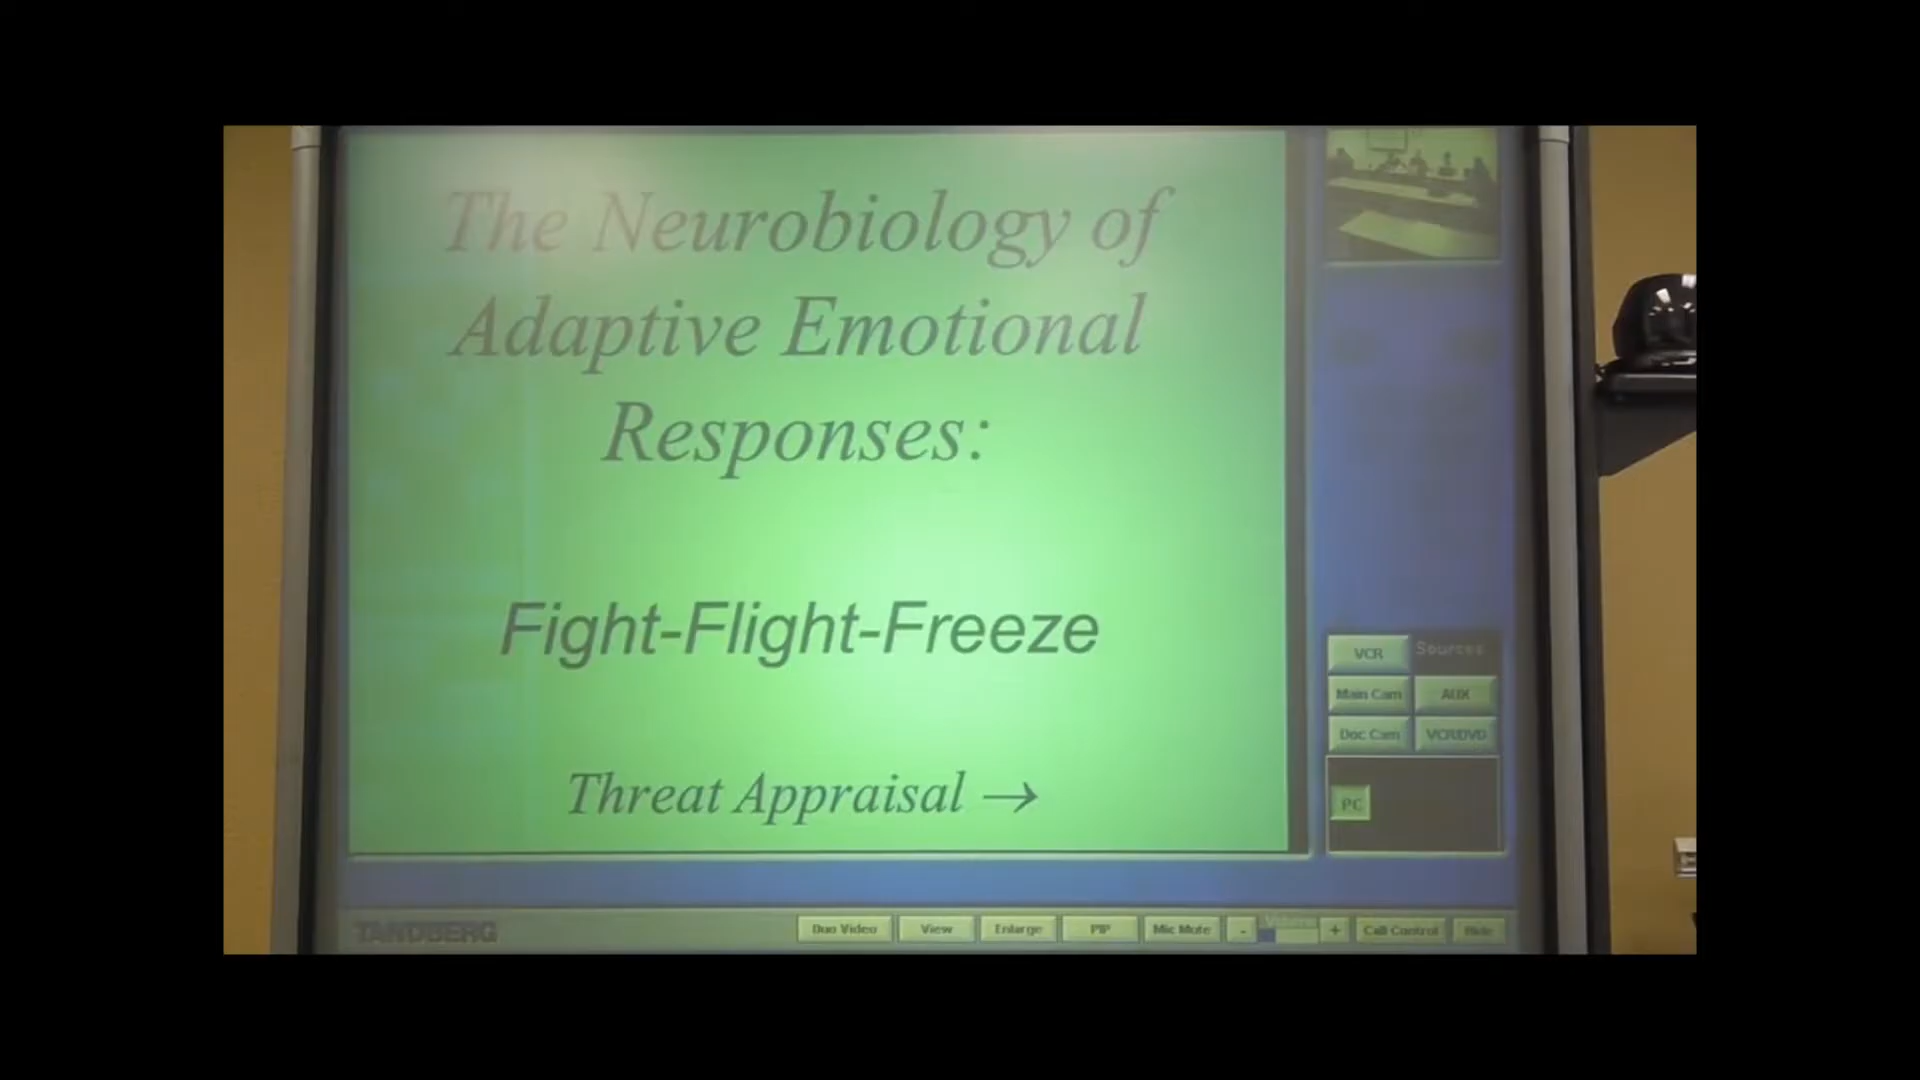 The Neurobiology of
Adaptive Emotional
Responses:
Fight-Flight-Freeze
Threat Appraisal →
VCR Sources
Main Cam AUX
Doc Cam VCR/DVD
PC
TANDBERG Duo Video View Enlarge PIP Mic Mute - Volume + Call Control Hide